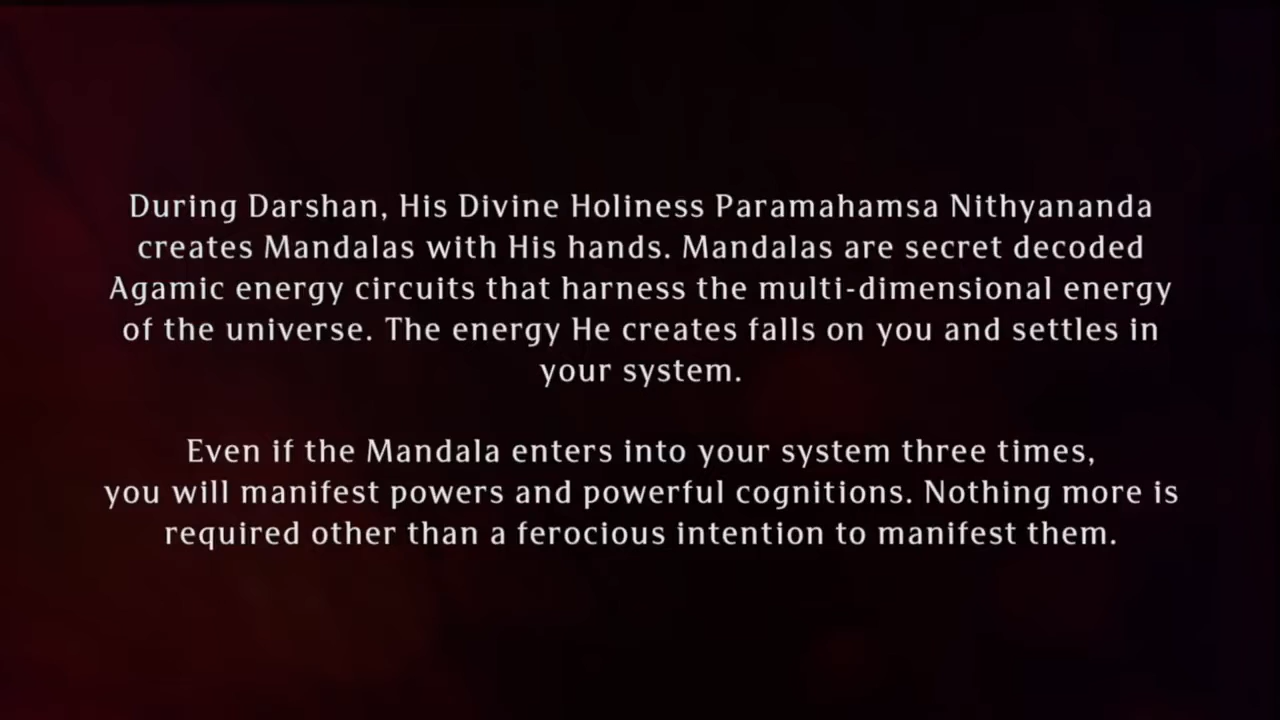 During Darshan, His Divine Holiness Paramahamsa Nithyananda
creates Mandalas with His hands. Mandalas are secret decoded
Agamic energy circuits that harness the multi-dimensional energy
of the universe. The energy He creates falls on you and settles in
your system.
Even if the Mandala enters into your system three times,
you will manifest powers and powerful cognitions. Nothing more is
required other than a ferocious intention to manifest them.